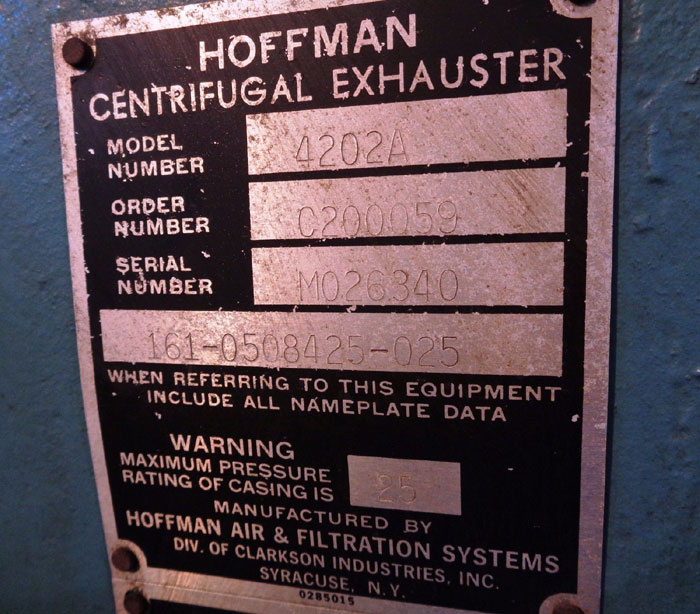 HOFFMAN
CENTRIFUGAL EXHAUSTER
MODEL NUMBER 4202A
ORDER NUMBER C200059
SERIAL NUMBER M026340
161-0508425-025
WHEN REFERRING TO THIS EQUIPMENT
INCLUDE ALL NAMEPLATE DATA
WARNING
MAXIMUM PRESSURE
RATING OF CASING IS 25
MANUFACTURED BY
HOFFMAN AIR & FILTRATION SYSTEMS
DIV. OF CLARKSON INDUSTRIES, INC.
SYRACUSE, N.Y.
0285015